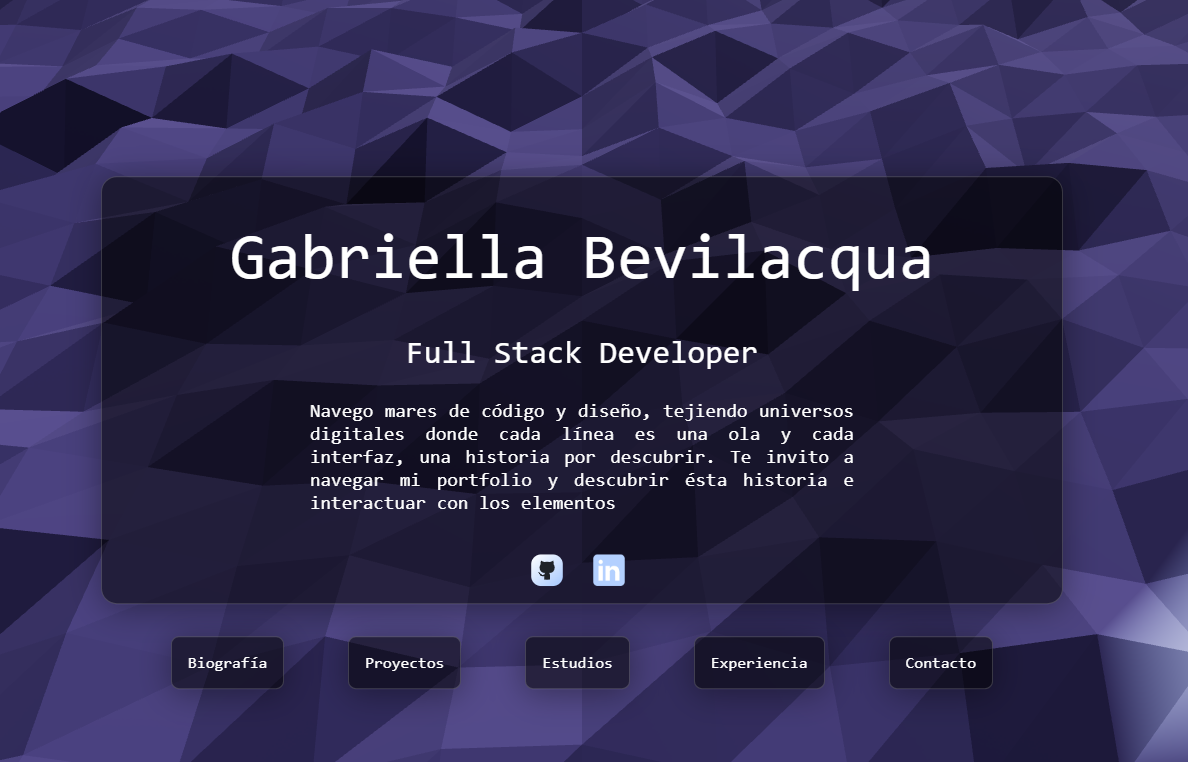 Gabriella Bevilacqua
Full Stack Developer
Navego mares de código y diseño, tejiendo universos
digitales donde cada línea es una ola y cada
interfaz, una historia por descubrir. Te invito a
navegar mi portfolio y descubrir ésta historia e
interactuar con los elementos
in
Biografía Proyectos Estudios Experiencia Contacto